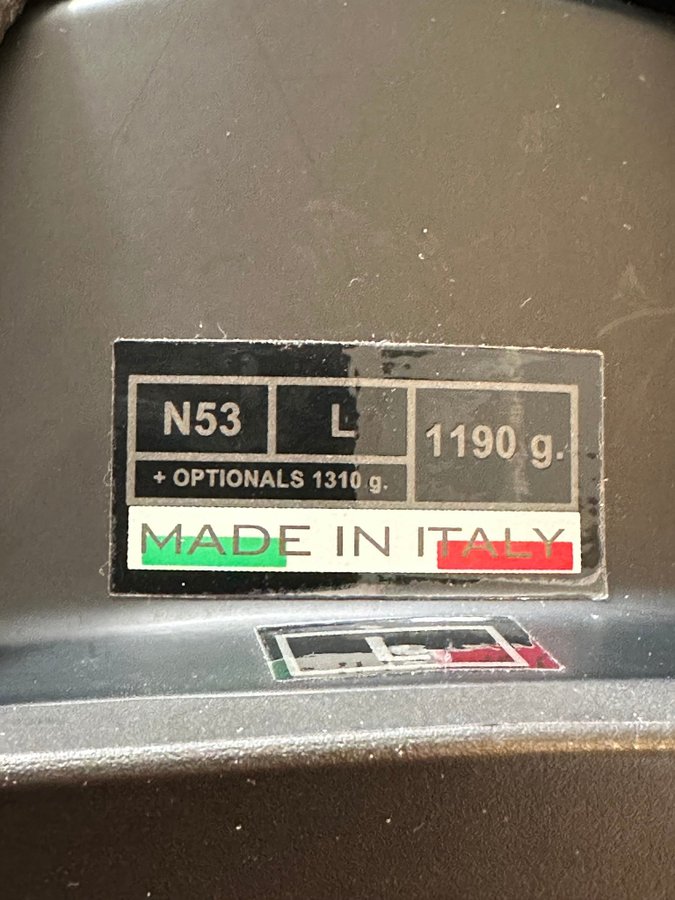 N53 L 1190 g.
+ OPTIONALS 1310 g.
MADE IN ITALY